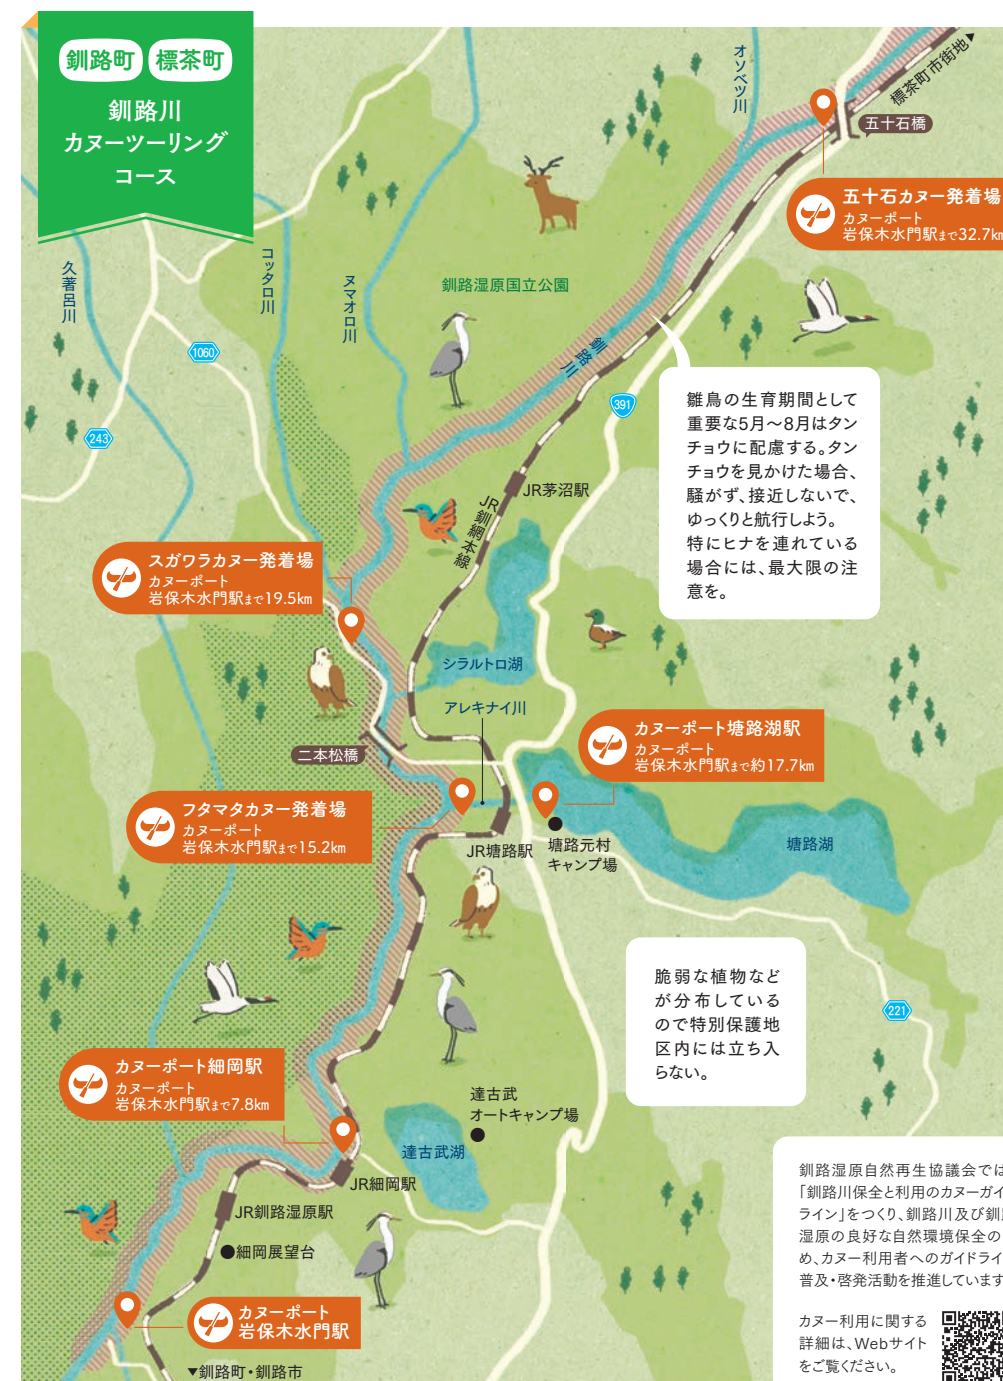 釧路町 標茶町
釧路川
カヌーツーリング
コース
オソベツ川
標茶町市街地▼
五十石橋
五十石カヌー発着場
カヌーポート
岩保木水門駅まで32.7km
久著呂川
コッタロ川
ヌマオロ川
釧路湿原国立公園
釧路川
1060
243
391
雛鳥の生育期間として
重要な5月〜8月はタン
チョウに配慮する。タン
チョウを見かけた場合、
騒がず、接近しないで、
ゆっくりと航行しよう。
特にヒナを連れている
場合には、最大限の注
意を。
JR茅沼駅
JR釧網本線
スガワラカヌー発着場
カヌーポート
岩保木水門駅まで19.5km
シラルトロ湖
アレキナイ川
二本松橋
カヌーポート塘路湖駅
カヌーポート
岩保木水門駅まで約17.7km
フタマタカヌー発着場
カヌーポート
岩保木水門駅まで15.2km
JR塘路駅
塘路元村
キャンプ場
塘路湖
脆弱な植物など
が分布している
ので特別保護地
区内には立ち入
らない。
221
カヌーポート細岡駅
カヌーポート
岩保木水門駅まで7.8km
達古武
オートキャンプ場
達古武湖
JR細岡駅
JR釧路湿原駅
●細岡展望台
カヌーポート
岩保木水門駅
▼釧路町・釧路市
釧路湿原自然再生協議会では
「釧路川保全と利用のカヌーガイ
ライン」をつくり、釧路川及び釧
湿原の良好な自然環境保全の
め、カヌー利用者へのガイドライ
普及・啓発活動を推進しています
カヌー利用に関する
詳細は、Webサイト
をご覧ください。